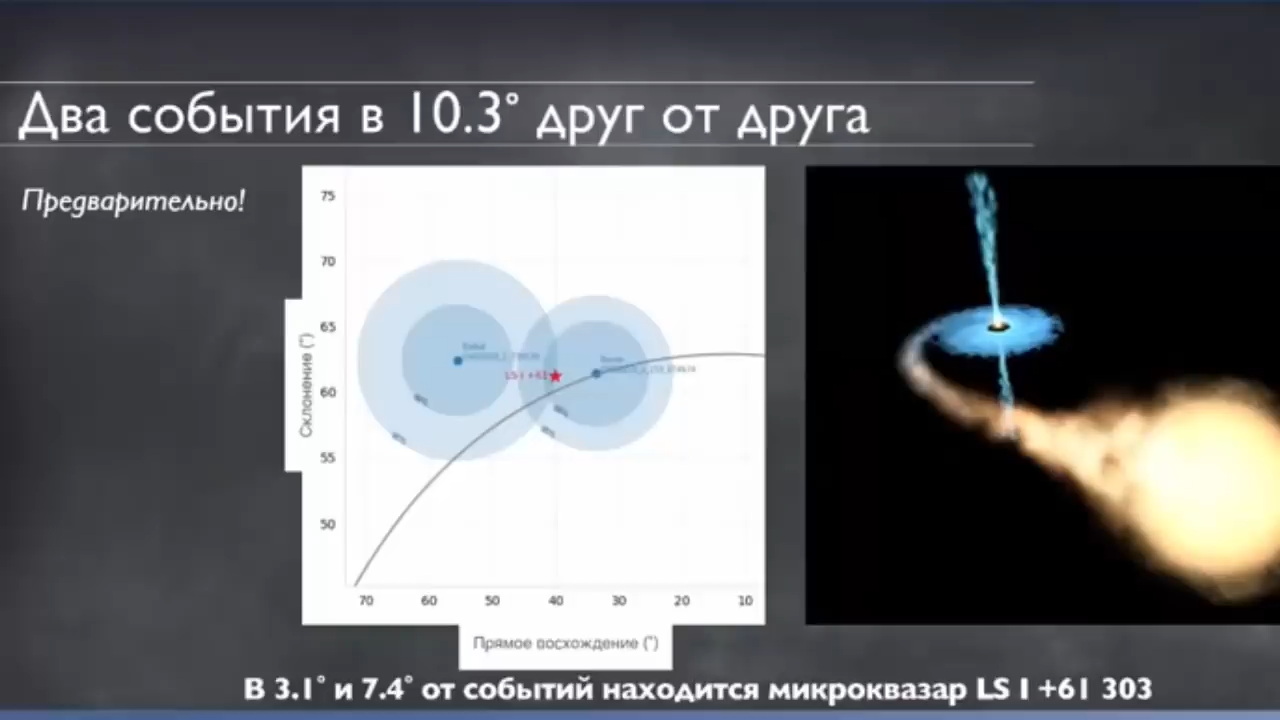 Два события в 10.3° друг от друга
Предварительно!
75
70
65
60
55
50
Склонение (°)
LS I +61
70 60 50 40 30 20 10
Прямое восхождение (°)
В 3.1° и 7.4° от событий находится микроквазар LS I +61 303